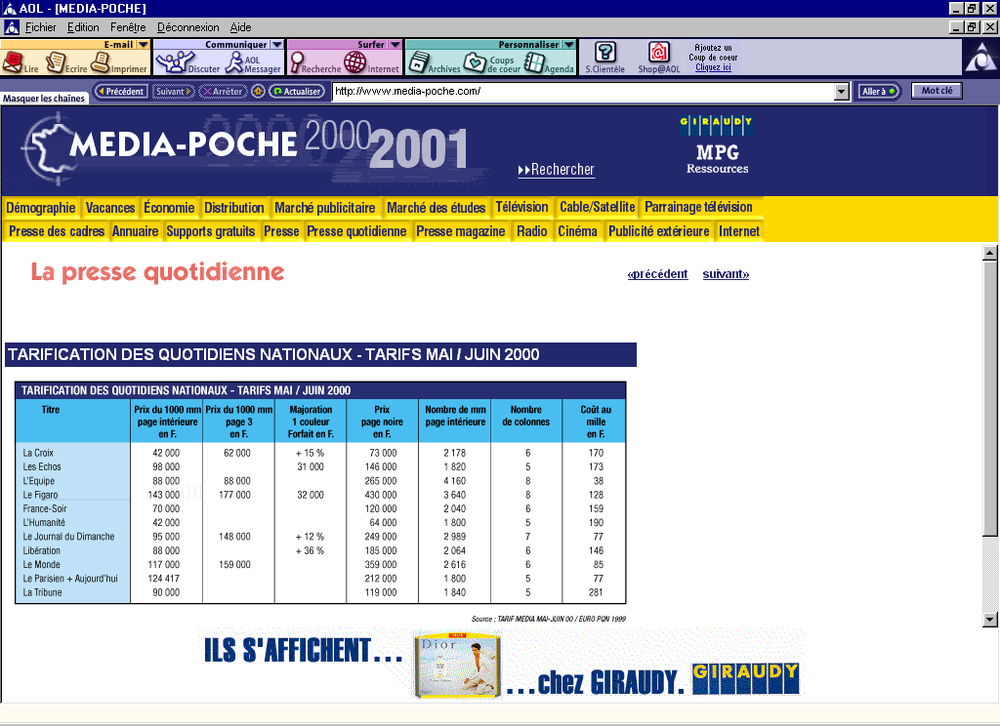 AOL - [MEDIA-POCHE]
Fichier Edition Fenêtre Déconnexion Aide
E-mail Communiquer Surfer Personnaliser
Lire Ecrire Imprimer Discuter AOL Messager Recherche Internet Archives Coups de coeur Agenda S.Clientèle Shop@AOL Ajoutez un Coup de coeur Cliquez ici
Masquer les chaînes Précédent Suivant Arrêter Actualiser http://www.media-poche.com/ Aller à Mot clé
MEDIA-POCHE 2000 2001
GIRAUDY
MPG
Ressources
Rechercher
Démographie Vacances Économie Distribution Marché publicitaire Marché des études Télévision Cable/Satellite Parrainage télévision
Presse des cadres Annuaire Supports gratuits Presse Presse quotidienne Presse magazine Radio Cinéma Publicité extérieure Internet
La presse quotidienne
«précédent suivant»
TARIFICATION DES QUOTIDIENS NATIONAUX - TARIFS MAI / JUIN 2000
TARIFICATION DES QUOTIDIENS NATIONAUX - TARIFS MAI / JUIN 2000
Titre Prix du 1000 mm Prix du 1000 mm Majoration Prix Nombre de mm Nombre Coût au
page intérieure page 3 1 couleur page noire page intérieure de colonnes mille
en F. en F. Forfait en F. en F. en F.
La Croix 42 000 62 000 + 15 % 73 000 2 178 6 170
Les Echos 98 000 31 000 146 000 1 820 5 173
L'Equipe 88 000 88 000 265 000 4 160 8 38
Le Figaro 143 000 177 000 32 000 430 000 3 640 8 128
France-Soir 70 000 120 000 2 040 6 159
L'Humanité 42 000 64 000 1 800 5 190
Le Journal du Dimanche 95 000 148 000 + 12 % 249 000 2 989 7 77
Libération 88 000 + 36 % 185 000 2 064 6 146
Le Monde 117 000 159 000 359 000 2 616 6 85
Le Parisien + Aujourd'hui 124 417 212 000 1 800 5 77
La Tribune 90 000 119 000 1 840 5 281
Source : TARIF MEDIA MAI-JUIN 00 / EURO PQN 1999
ILS S'AFFICHENT...
Dior
...chez GIRAUDY.
GIRAUDY